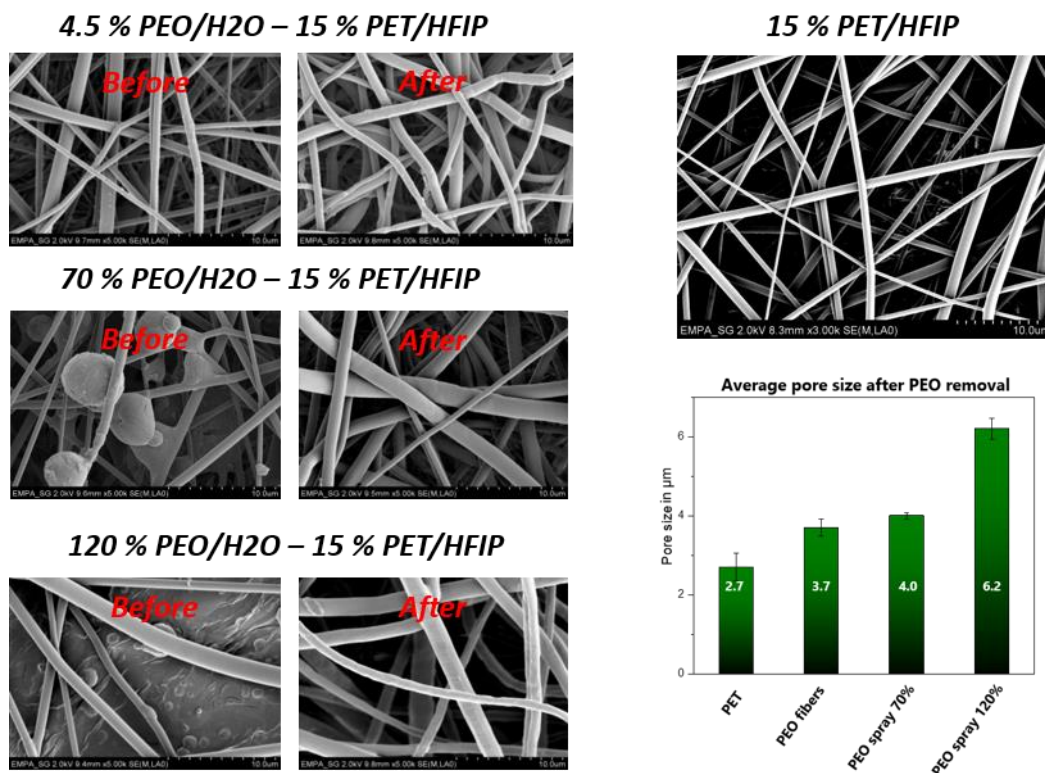 4.5 % PEO/H2O – 15 % PET/HFIP
Before
After
EMPA_SG 2.0kV 9.7mm x5.00k SE(M,LA0)
10.0um
EMPA_SG 2.0kV 9.8mm x5.00k SE(M,LA0)
10.0um
70 % PEO/H2O – 15 % PET/HFIP
Before
After
EMPA_SG 2.0kV 9.6mm x5.00k SE(M,LA0)
10.0um
EMPA_SG 2.0kV 9.5mm x5.00k SE(M,LA0)
10.0um
120 % PEO/H2O – 15 % PET/HFIP
Before
After
EMPA_SG 2.0kV 9.4mm x5.00k SE(M,LA0)
10.0um
EMPA_SG 2.0kV 9.8mm x5.00k SE(M,LA0)
10.0um
15 % PET/HFIP
EMPA_SG 2.0kV 8.3mm x3.00k SE(M,LA0)
10.0um
Average pore size after PEO removal
Pore size in µm
6
4
2
0
2.7
3.7
4.0
6.2
PET
PEO fibers
PEO spray 70%
PEO spray 120%